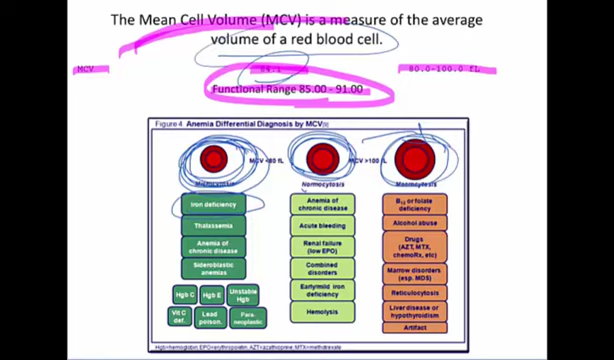 The Mean Cell Volume (MCV) is a measure of the average
volume of a red blood cell.
MCV 80.0-100.0 fL
Functional Range 85.00 - 91.00
Figure 4 Anemia Differential Diagnosis by MCV
MCV <80 fL MCV >100 fL
Normocytosis
Iron deficiency
Thalassemia
Anemia of
chronic disease
Sideroblastic
anemias
Hgb C
Hgb E
Unstable
Hgb
Vit C
def.
Lead
poison.
Para-
neoplastic
Anemia of
chronic disease
Acute bleeding
Renal failure
(low EPO)
Combined
disorders
Early/mild iron
deficiency
Hemolysis
B12 or folate
deficiency
Alcohol abuse
Drugs
(AZT, MTX,
chemoRx, etc)
Marrow disorders
(esp. MDS)
Reticulocytosis
Liver disease or
hypothyroidism
Artifact
Hgb=hemoglobin; EPO=erythropoietin; AZT=azathioprine; MTX=methotrexate